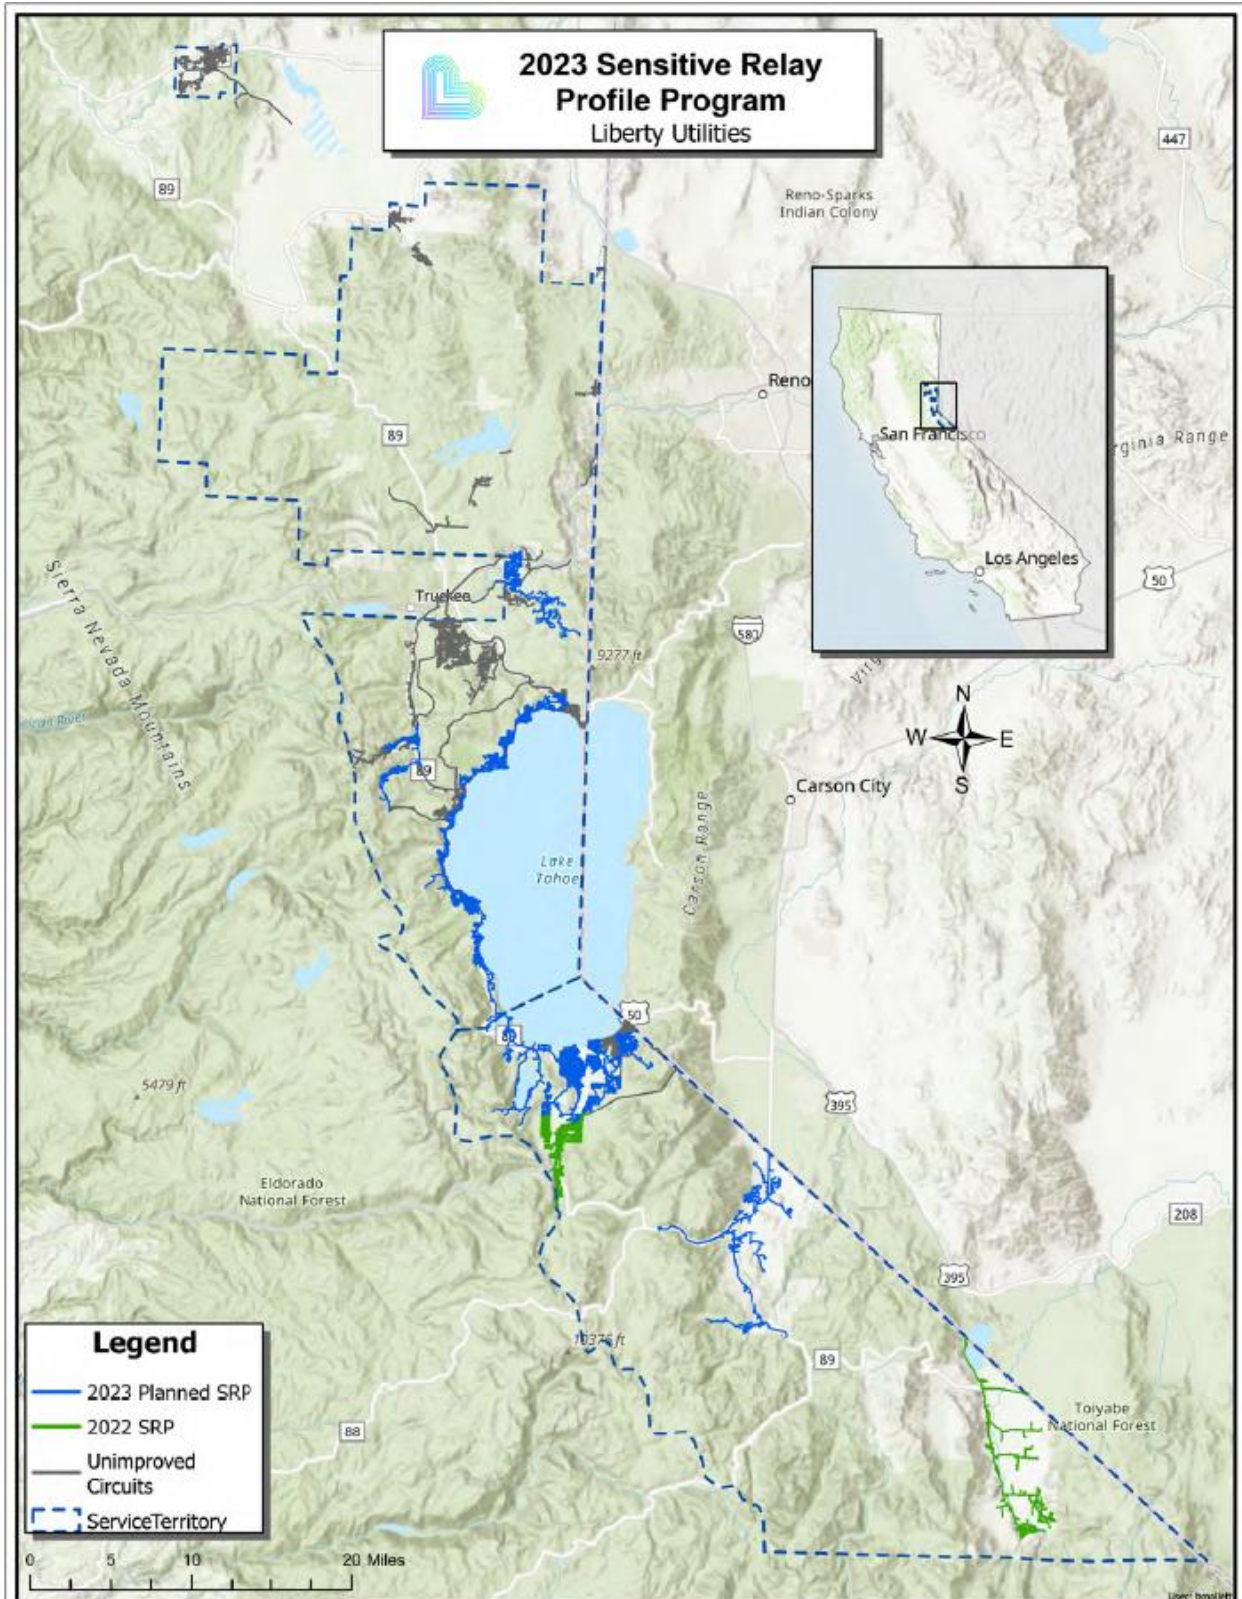 2023 Sensitive Relay
Profile Program
Liberty Utilities
447
89
Reno-Sparks
Indian Colony
Reno
San Francisco
Los Angeles
89
50
Truckee
580
9277 ft
Sierra Nevada Mountains
N
W
E
S
89
Carson City
Lake
Tahoe
Carson Range
50
5479 ft
395
Eldorado
National Forest
208
395
10376 ft
89
Toiyabe
National Forest
88
Legend
2023 Planned SRP
2022 SRP
Unimproved
Circuits
ServiceTerritory
0
5
10
20 Miles